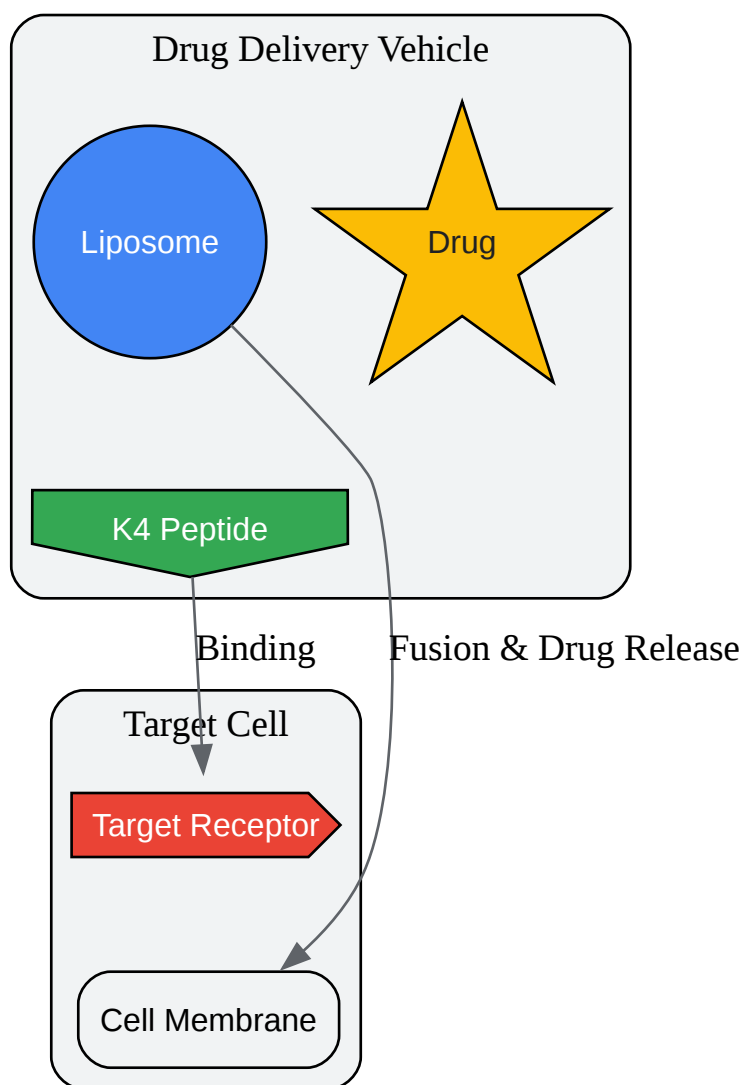 Drug Delivery Vehicle
Liposome
Drug
K4 Peptide
Binding
Fusion & Drug Release
Target Cell
Target Receptor
Cell Membrane